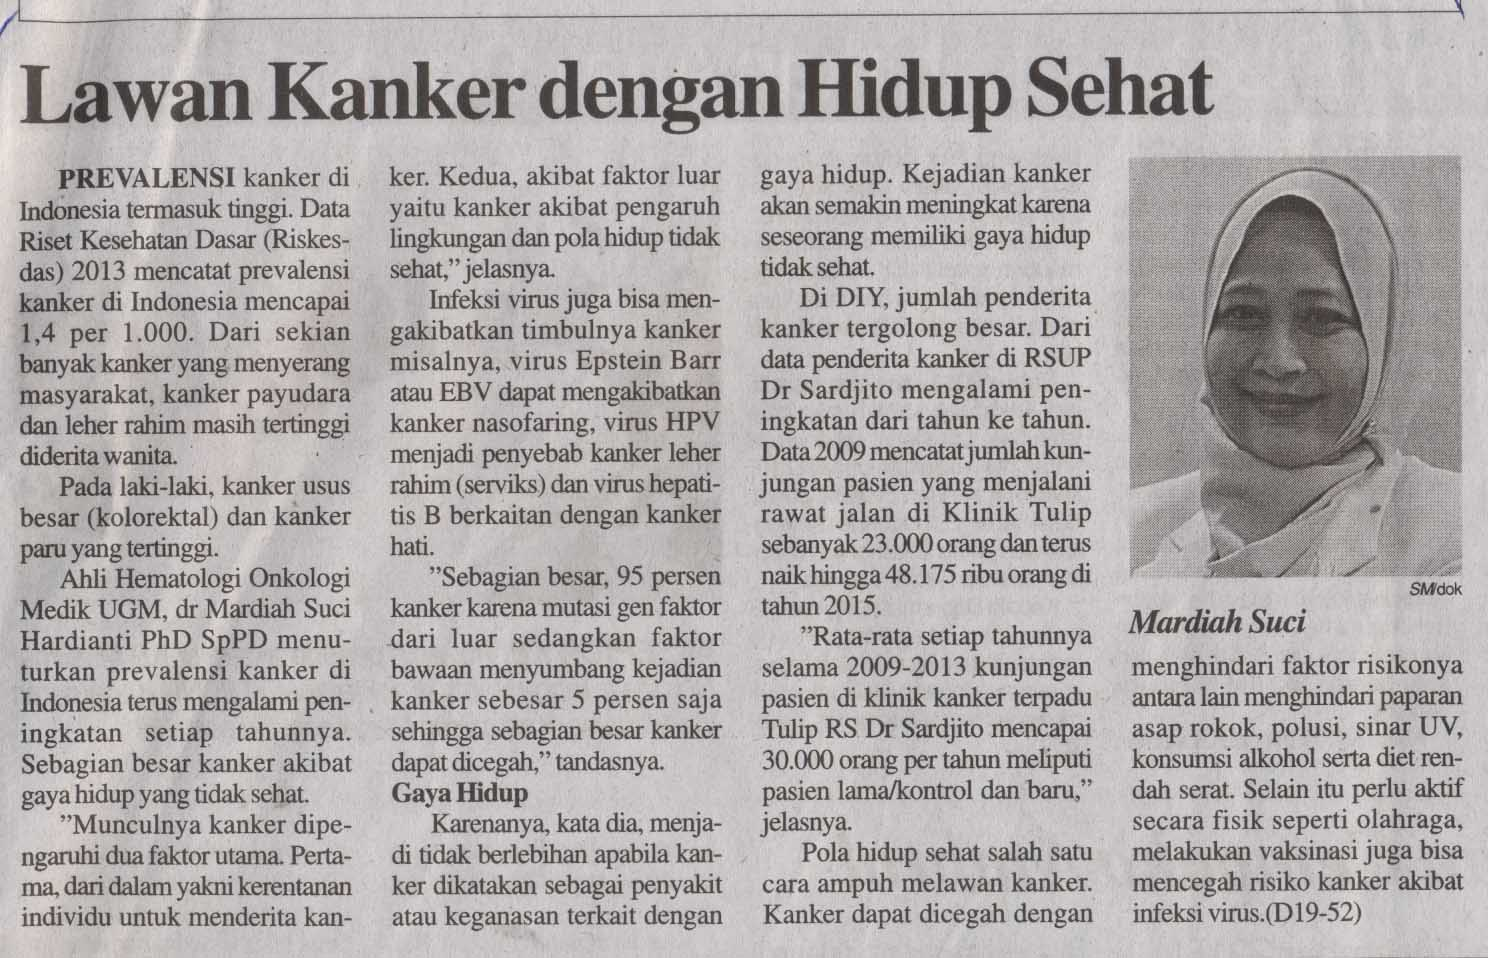 Lawan Kanker dengan Hidup Sehat
PREVALENSI kanker di
Indonesia termasuk tinggi. Data
Riset Kesehatan Dasar (Riskes-
das) 2013 mencatat prevalensi
kanker di Indonesia mencapai
1,4 per 1.000. Dari sekian
banyak kanker yang menyerang
masyarakat, kanker payudara
dan leher rahim masih tertinggi
diderita wanita.
Pada laki-laki, kanker usus
besar (kolorektal) dan kanker
paru yang tertinggi.
Ahli Hematologi Onkologi
Medik UGM, dr Mardiah Suci
Hardianti PhD SpPD menu-
turkan prevalensi kanker di
Indonesia terus mengalami pen-
ingkatan setiap tahunnya.
Sebagian besar kanker akibat
gaya hidup yang tidak sehat.
”Munculnya kanker dipe-
ngaruhi dua faktor utama. Perta-
ma, dari dalam yakni kerentanan
individu untuk menderita kan-
ker. Kedua, akibat faktor luar
yaitu kanker akibat pengaruh
lingkungan dan pola hidup tidak
sehat,” jelasnya.
Infeksi virus juga bisa men-
gakibatkan timbulnya kanker
misalnya, virus Epstein Barr
atau EBV dapat mengakibatkan
kanker nasofaring, virus HPV
menjadi penyebab kanker leher
rahim (serviks) dan virus hepati-
tis B berkaitan dengan kanker
hati.
”Sebagian besar, 95 persen
kanker karena mutasi gen faktor
dari luar sedangkan faktor
bawaan menyumbang kejadian
kanker sebesar 5 persen saja
sehingga sebagian besar kanker
dapat dicegah,” tandasnya.
Gaya Hidup
Karenanya, kata dia, menja-
di tidak berlebihan apabila kan-
ker dikatakan sebagai penyakit
atau keganasan terkait dengan
gaya hidup. Kejadian kanker
akan semakin meningkat karena
seseorang memiliki gaya hidup
tidak sehat.
Di DIY, jumlah penderita
kanker tergolong besar. Dari
data penderita kanker di RSUP
Dr Sardjito mengalami pen-
ingkatan dari tahun ke tahun.
Data 2009 mencatat jumlah kun-
jungan pasien yang menjalani
rawat jalan di Klinik Tulip
sebanyak 23.000 orang dan terus
naik hingga 48.175 ribu orang di
tahun 2015.
”Rata-rata setiap tahunnya
selama 2009-2013 kunjungan
pasien di klinik kanker terpadu
Tulip RS Dr Sardjito mencapai
30.000 orang per tahun meliputi
pasien lama/kontrol dan baru,”
jelasnya.
Pola hidup sehat salah satu
cara ampuh melawan kanker.
Kanker dapat dicegah dengan
SM/dok
Mardiah Suci
menghindari faktor risikonya
antara lain menghindari paparan
asap rokok, polusi, sinar UV,
konsumsi alkohol serta diet ren-
dah serat. Selain itu perlu aktif
secara fisik seperti olahraga,
melakukan vaksinasi juga bisa
mencegah risiko kanker akibat
infeksi virus.(D19-52)